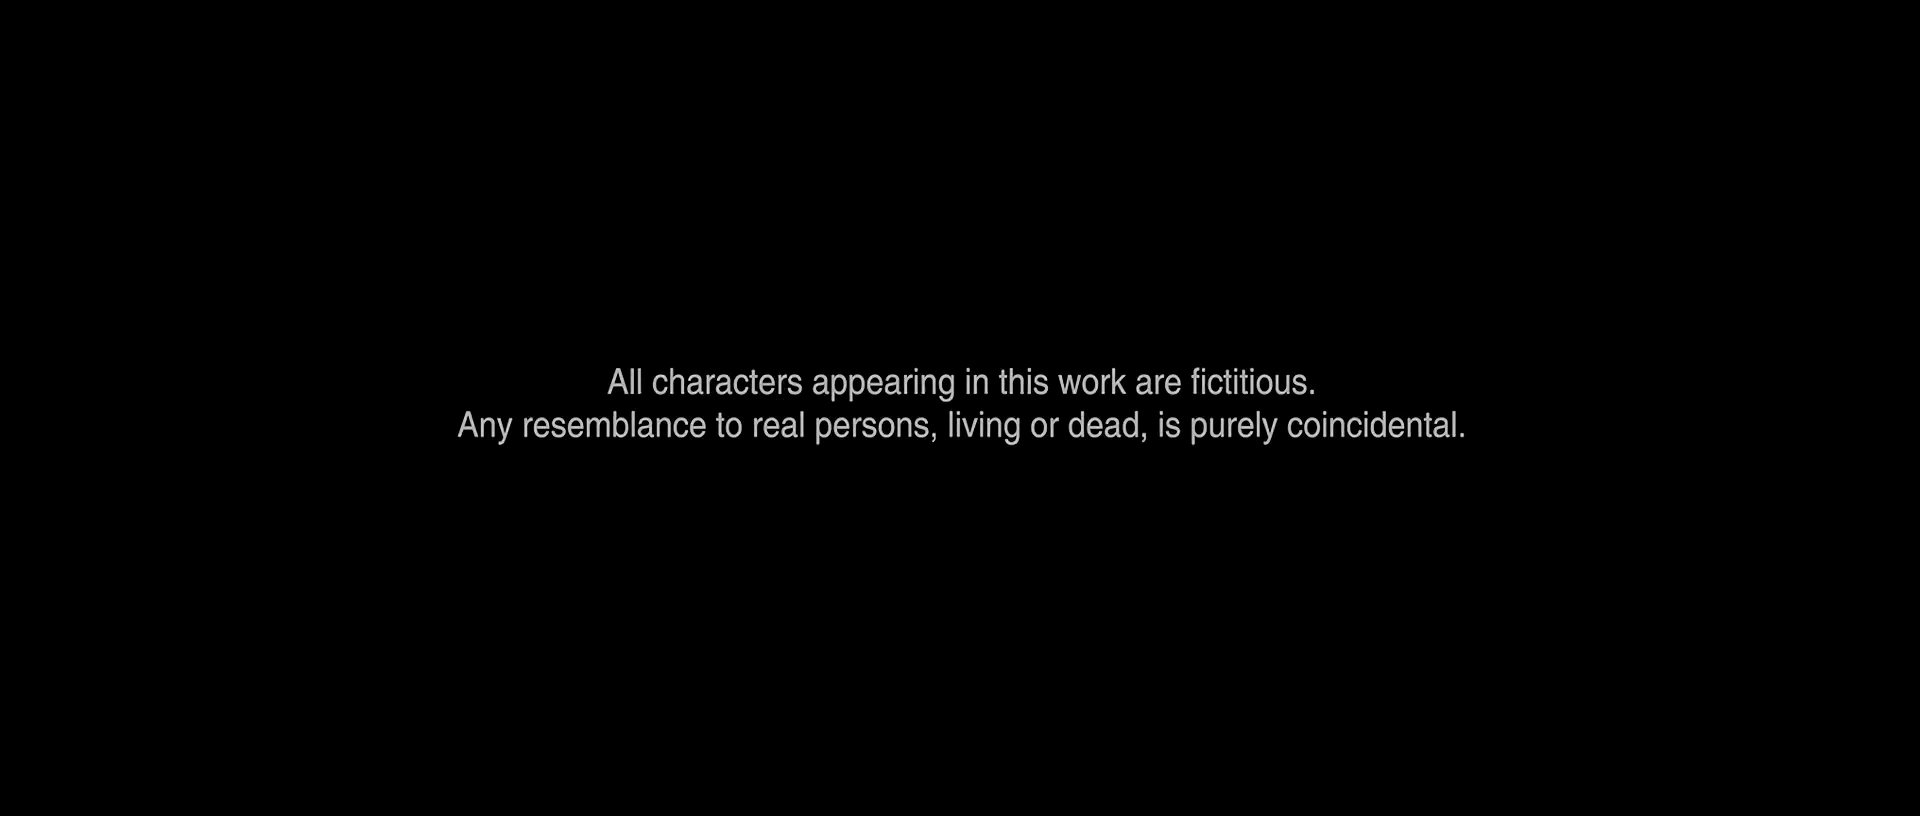 All characters appearing in this work are fictitious.
Any resemblance to real persons, living or dead, is purely coincidental.